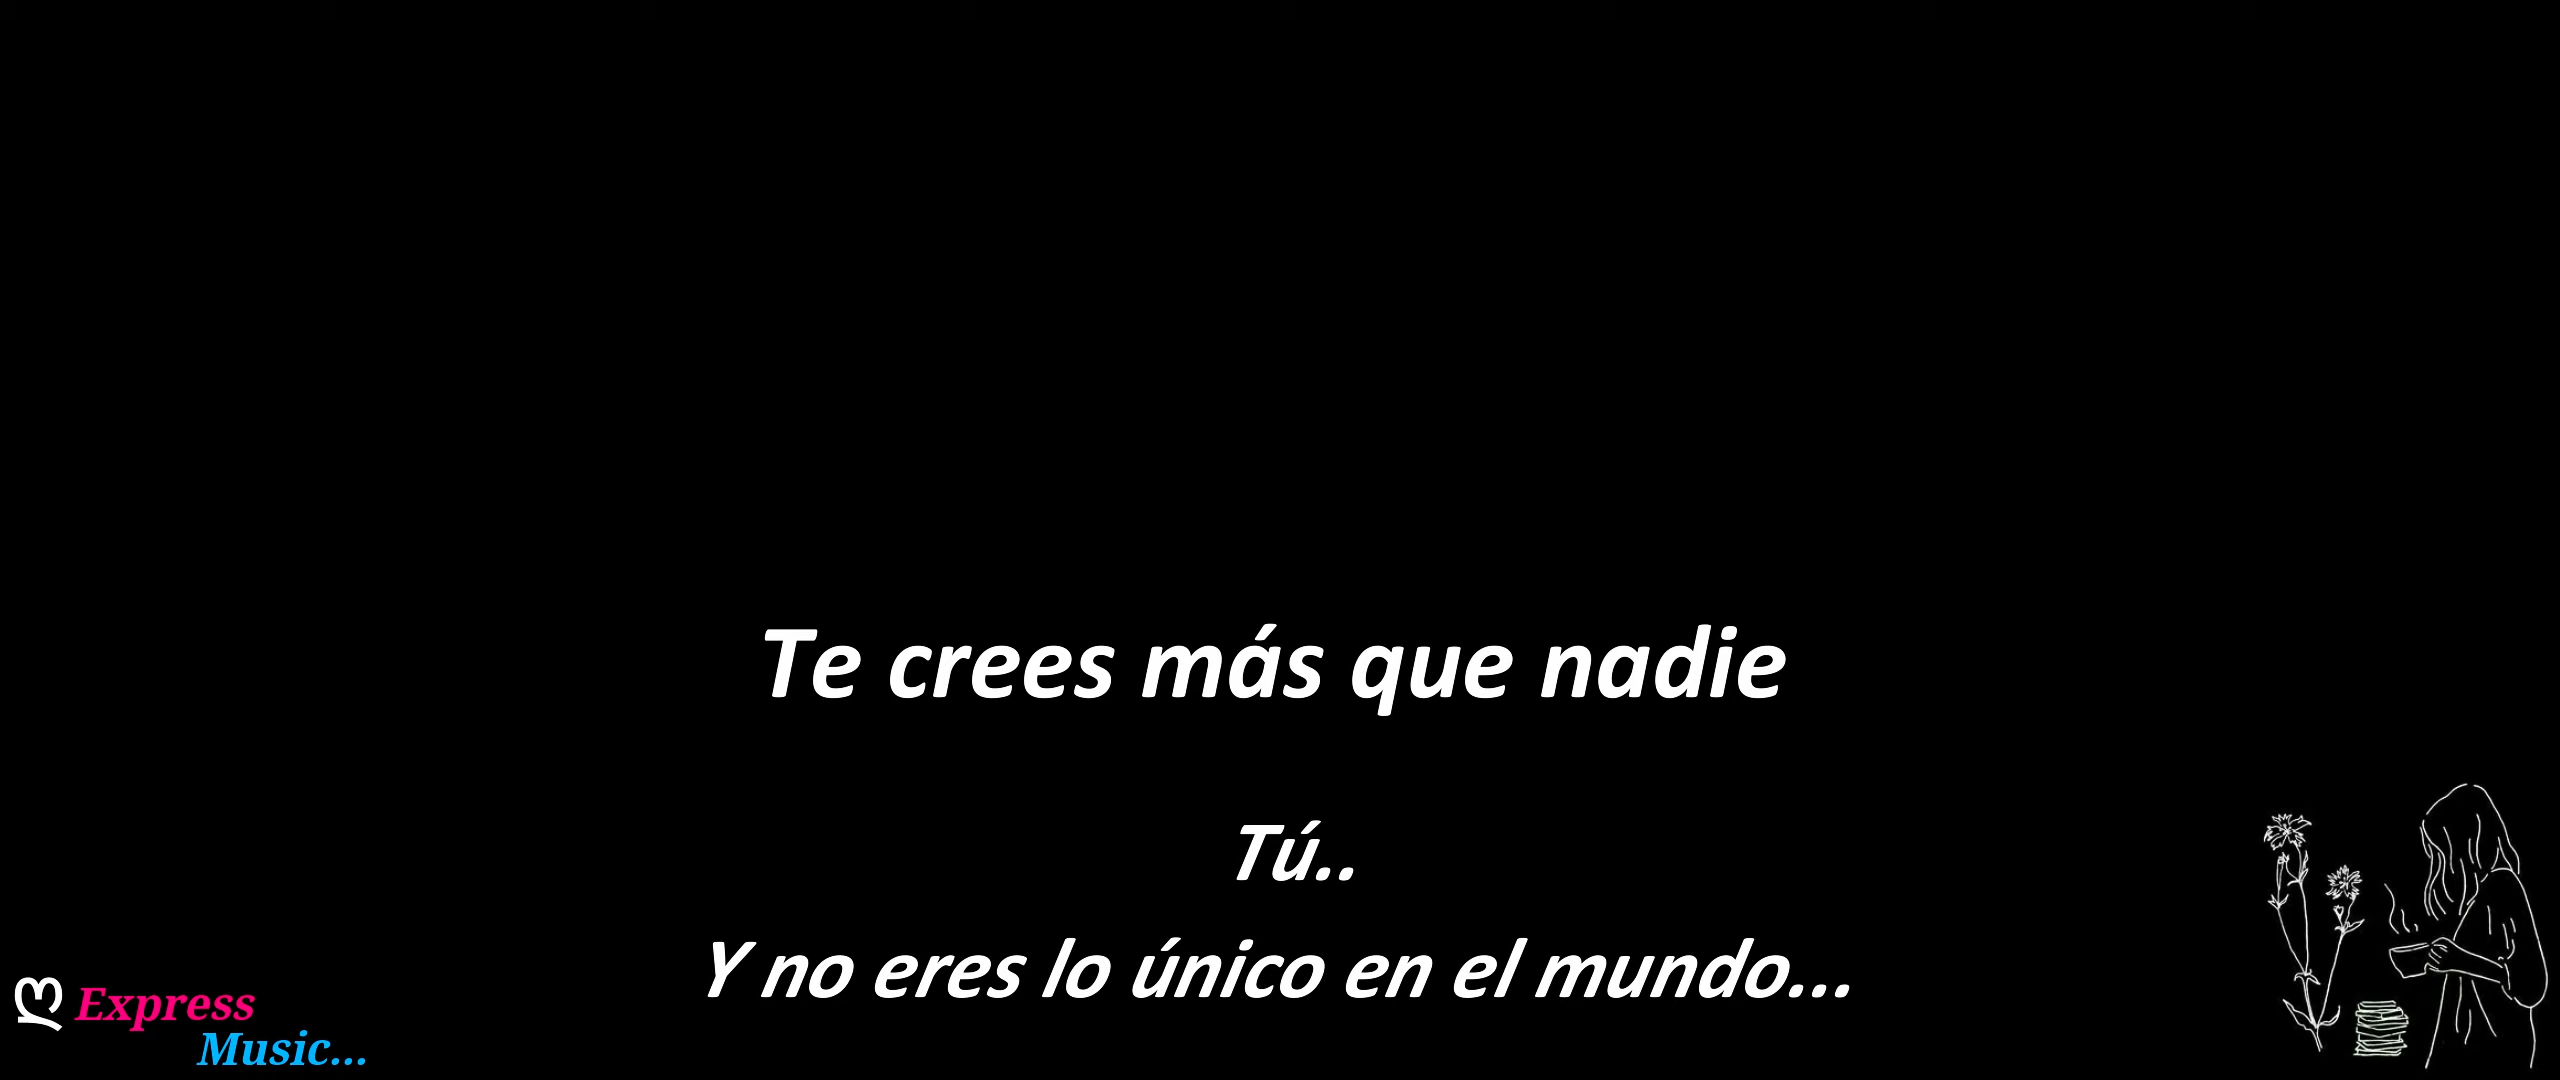 Te crees más que nadie
Tú..
Y no eres lo único en el mundo...
ღ Express
Music...